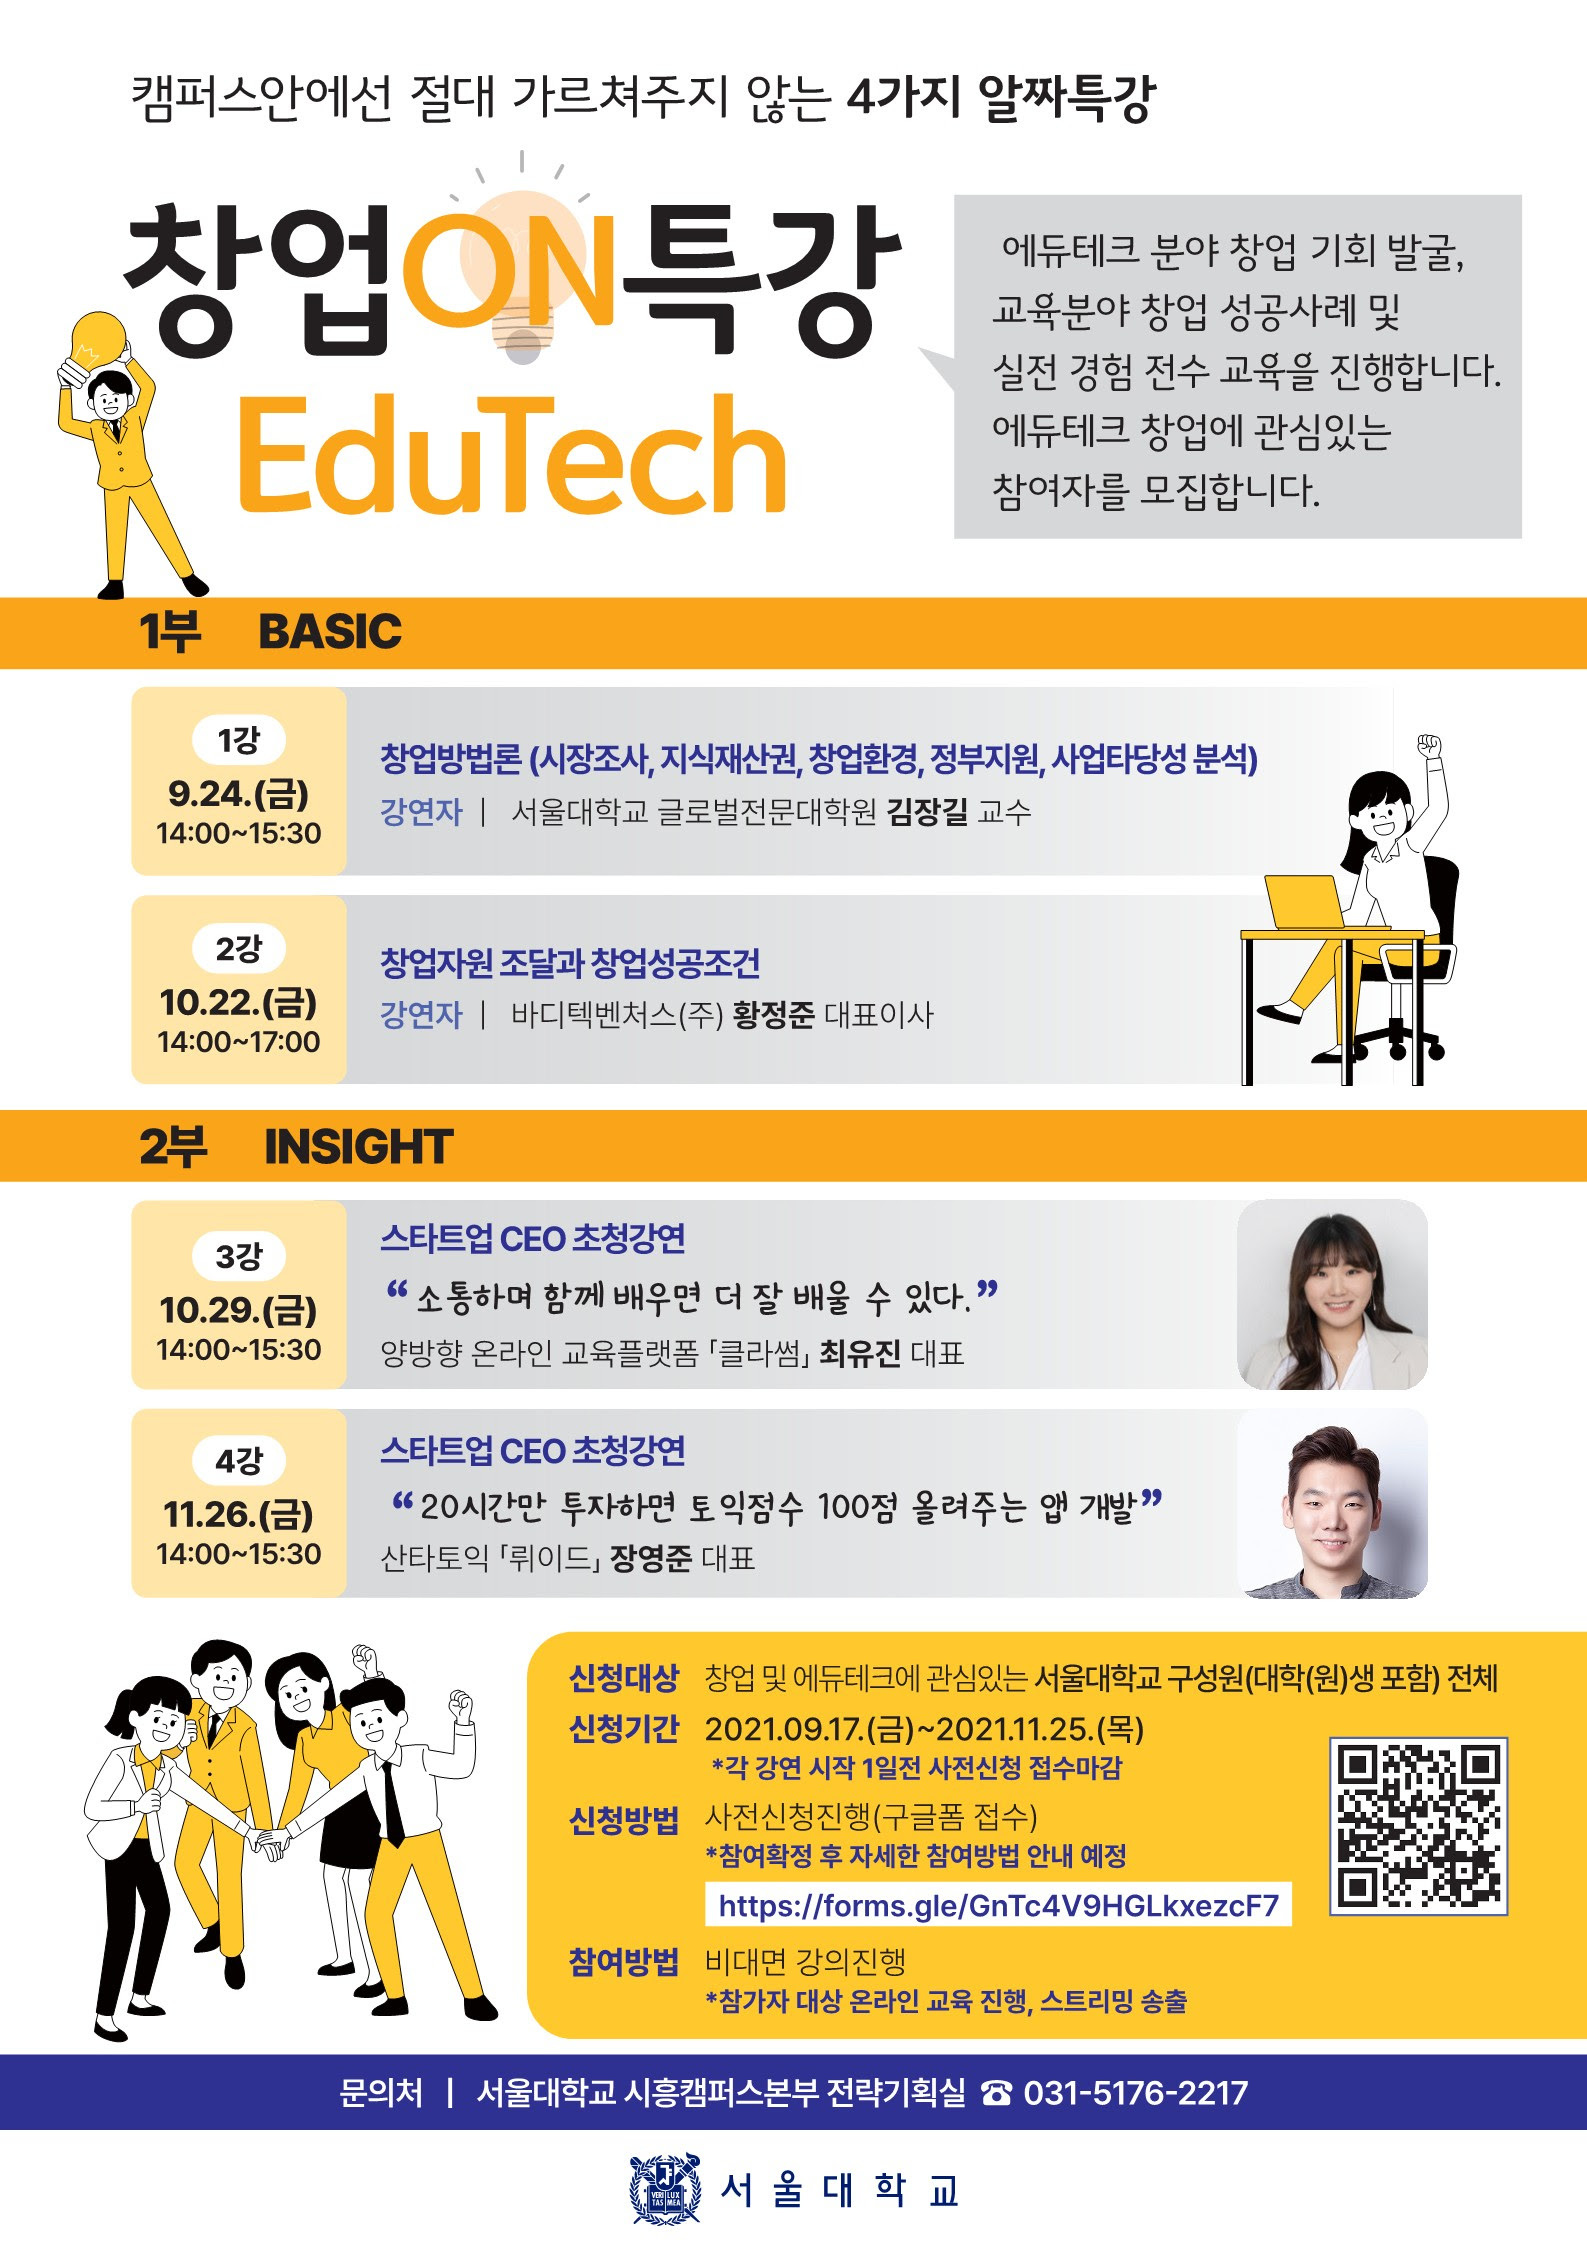 캠퍼스안에선 절대 가르쳐주지 않는 4가지 알짜특강
창업ON특강
EduTech
에듀테크 분야 창업 기회 발굴,
교육분야 창업 성공사례 및
실전 경험 전수 교육을 진행합니다.
에듀테크 창업에 관심있는
참여자를 모집합니다.
1부 BASIC
1강
9.24.(금)
14:00~15:30
창업방법론 (시장조사, 지식재산권, 창업환경, 정부지원, 사업타당성 분석)
강연자 | 서울대학교 글로벌전문대학원 김장길 교수
2강
10.22.(금)
14:00~17:00
창업자원 조달과 창업성공조건
강연자 | 바디텍벤처스(주) 황정준 대표이사
2부 INSIGHT
3강
10.29.(금)
14:00~15:30
스타트업 CEO 초청강연
“소통하며 함께 배우면 더 잘 배울 수 있다.”
양방향 온라인 교육플랫폼 「클라썸」 최유진 대표
4강
11.26.(금)
14:00~15:30
스타트업 CEO 초청강연
“20시간만 투자하면 토익점수 100점 올려주는 앱 개발”
산타토익 「뤼이드」 장영준 대표
신청대상 창업 및 에듀테크에 관심있는 서울대학교 구성원(대학(원)생 포함) 전체
신청기간 2021.09.17.(금)~2021.11.25.(목)
*각 강연 시작 1일전 사전신청 접수마감
신청방법 사전신청진행(구글폼 접수)
*참여확정 후 자세한 참여방법 안내 예정
https://forms.gle/GnTc4V9HGLkxezcF7
참여방법 비대면 강의진행
*참가자 대상 온라인 교육 진행, 스트리밍 송출
문의처 | 서울대학교 시흥캠퍼스본부 전략기획실 ☎ 031-5176-2217
VERI LUX
TAS MEA
서울대학교